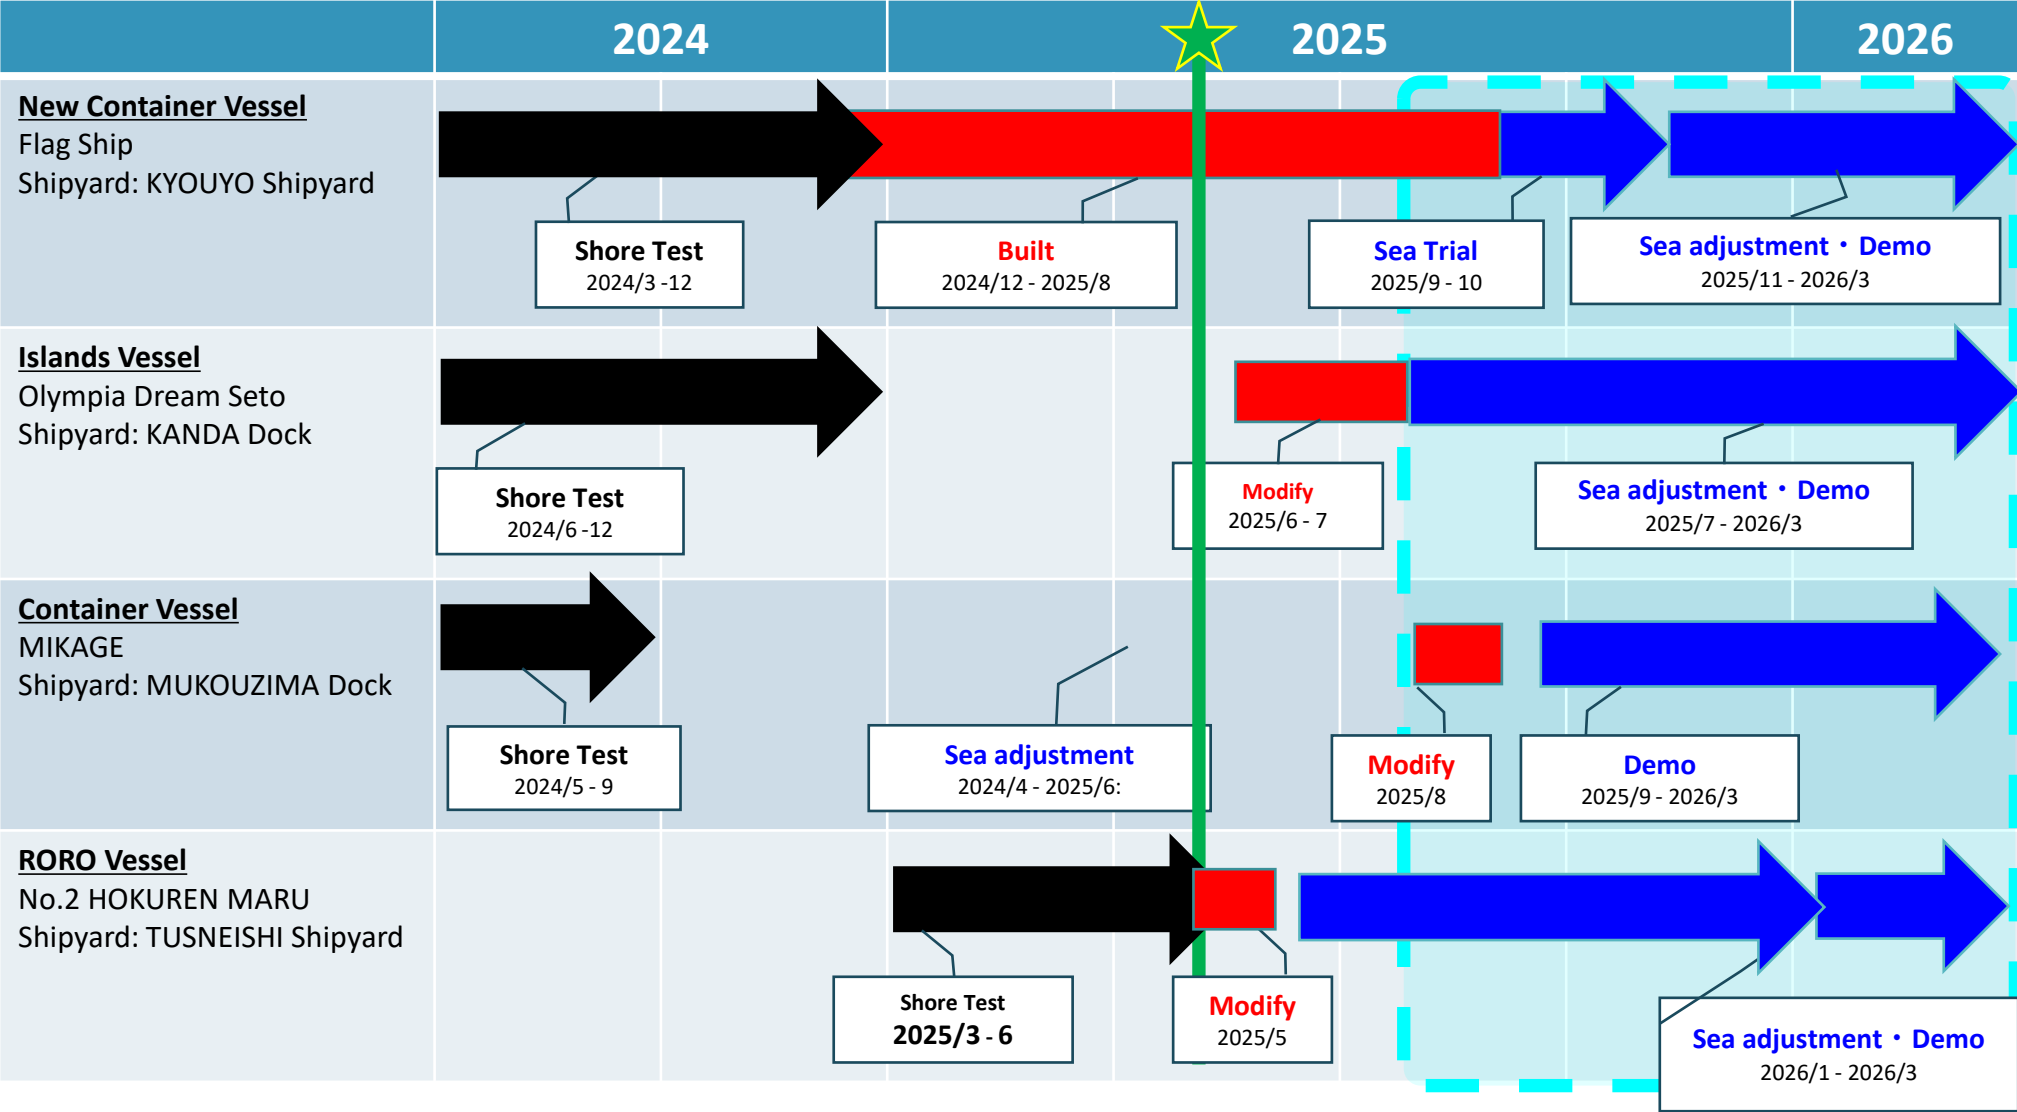 2024
2025
2026
New Container Vessel
Flag Ship
Shipyard: KYOUYO Shipyard
Shore Test
2024/3 -12
Built
2024/12 - 2025/8
Sea Trial
2025/9 - 10
Sea adjustment・Demo
2025/11 - 2026/3
Islands Vessel
Olympia Dream Seto
Shipyard: KANDA Dock
Shore Test
2024/6 -12
Modify
2025/6 - 7
Sea adjustment・Demo
2025/7 - 2026/3
Container Vessel
MIKAGE
Shipyard: MUKOUZIMA Dock
Shore Test
2024/5 - 9
Sea adjustment
2024/4 - 2025/6:
Modify
2025/8
Demo
2025/9 - 2026/3
RORO Vessel
No.2 HOKUREN MARU
Shipyard: TUSNEISHI Shipyard
Shore Test
2025/3 - 6
Modify
2025/5
Sea adjustment・Demo
2026/1 - 2026/3